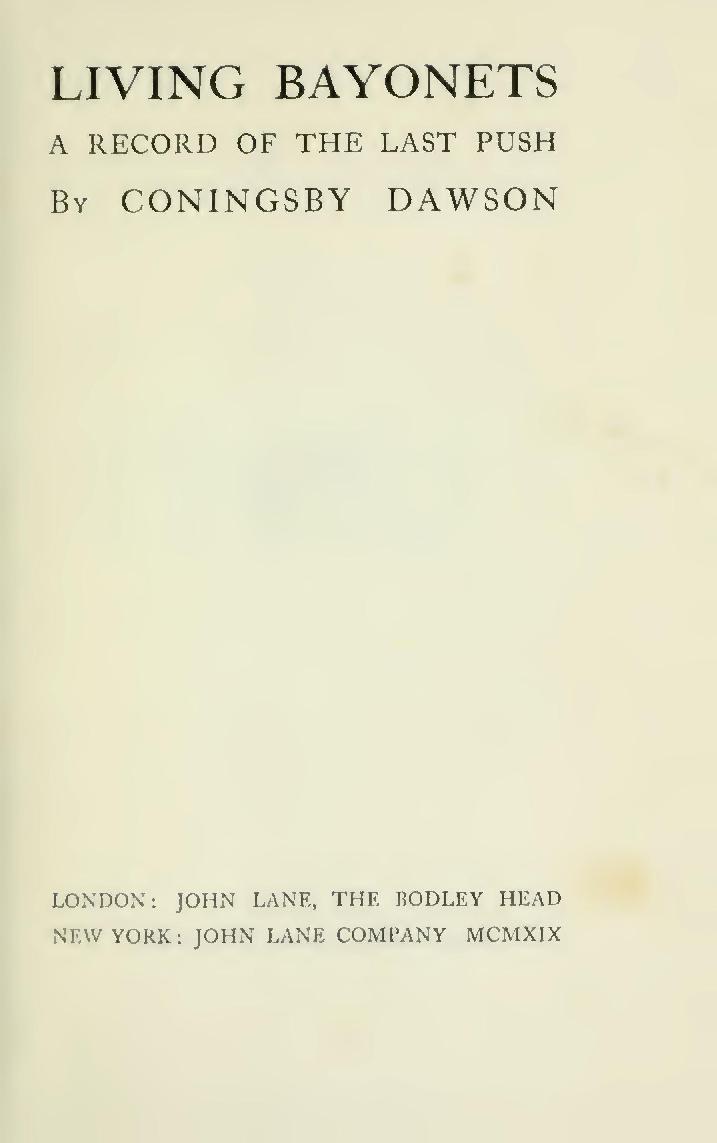 LIVING BAYONETS
A RECORD OF THE LAST PUSH
By CONINGSBY DAWSON
LONDON: JOHN LANE, THE BODLEY HEAD
NEW YORK: JOHN LANE COMPANY MCMXIX